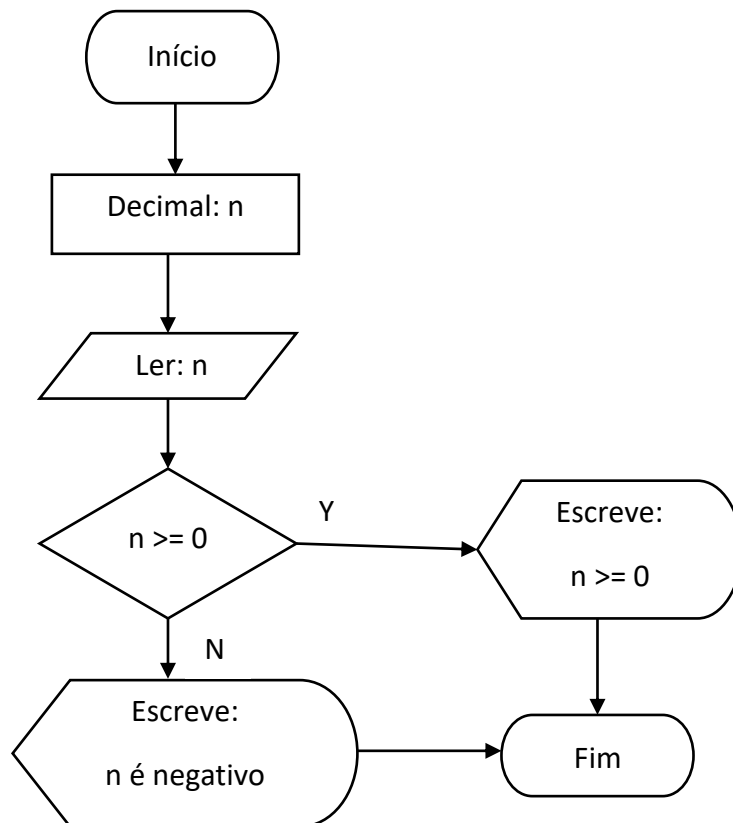 Início
Decimal: n
Ler: n
n >= 0
Y
Escreve:
n >= 0
N
Escreve:
n é negativo
Fim